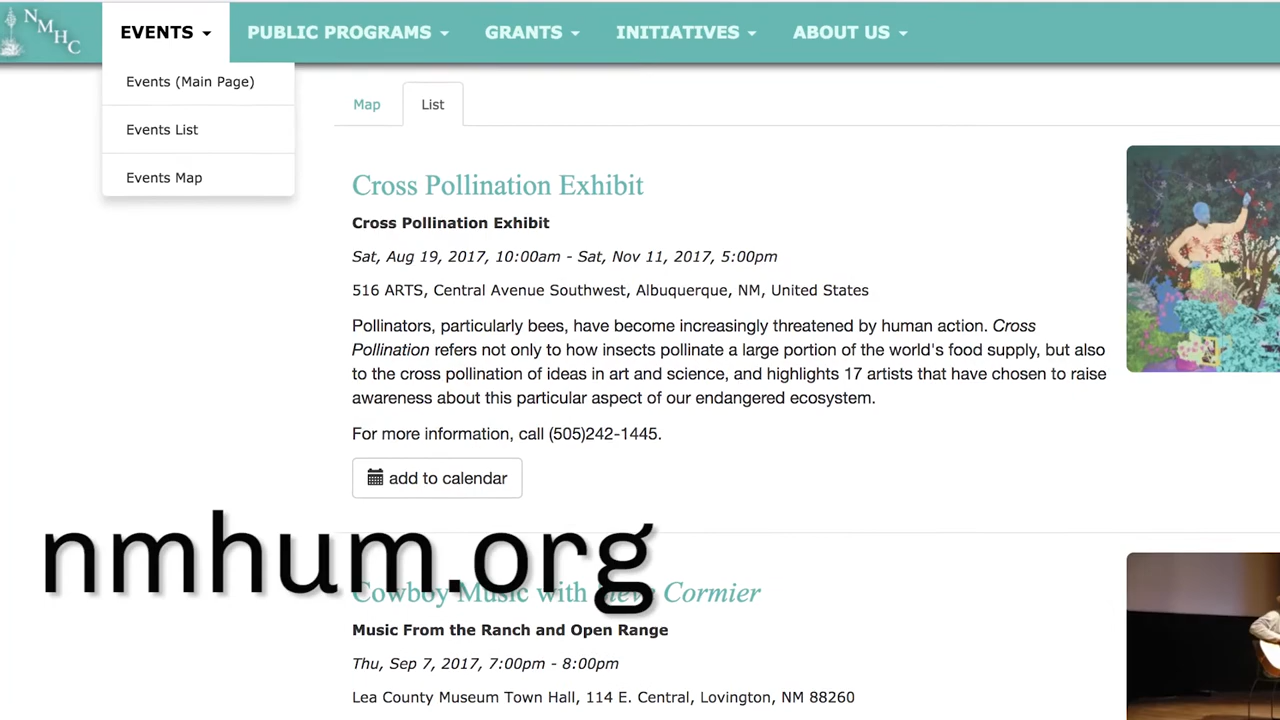 NMHC
EVENTS
PUBLIC PROGRAMS
GRANTS
INITIATIVES
ABOUT US
Events (Main Page)
Events List
Events Map
Map
List
Cross Pollination Exhibit
Cross Pollination Exhibit
Sat, Aug 19, 2017, 10:00am - Sat, Nov 11, 2017, 5:00pm
516 ARTS, Central Avenue Southwest, Albuquerque, NM, United States
Pollinators, particularly bees, have become increasingly threatened by human action. Cross
Pollination refers not only to how insects pollinate a large portion of the world's food supply, but also
to the cross pollination of ideas in art and science, and highlights 17 artists that have chosen to raise
awareness about this particular aspect of our endangered ecosystem.
For more information, call (505)242-1445.
add to calendar
nmhum.org
Cowboy Music with Cormier
Music From the Ranch and Open Range
Thu, Sep 7, 2017, 7:00pm - 8:00pm
Lea County Museum Town Hall, 114 E. Central, Lovington, NM 88260